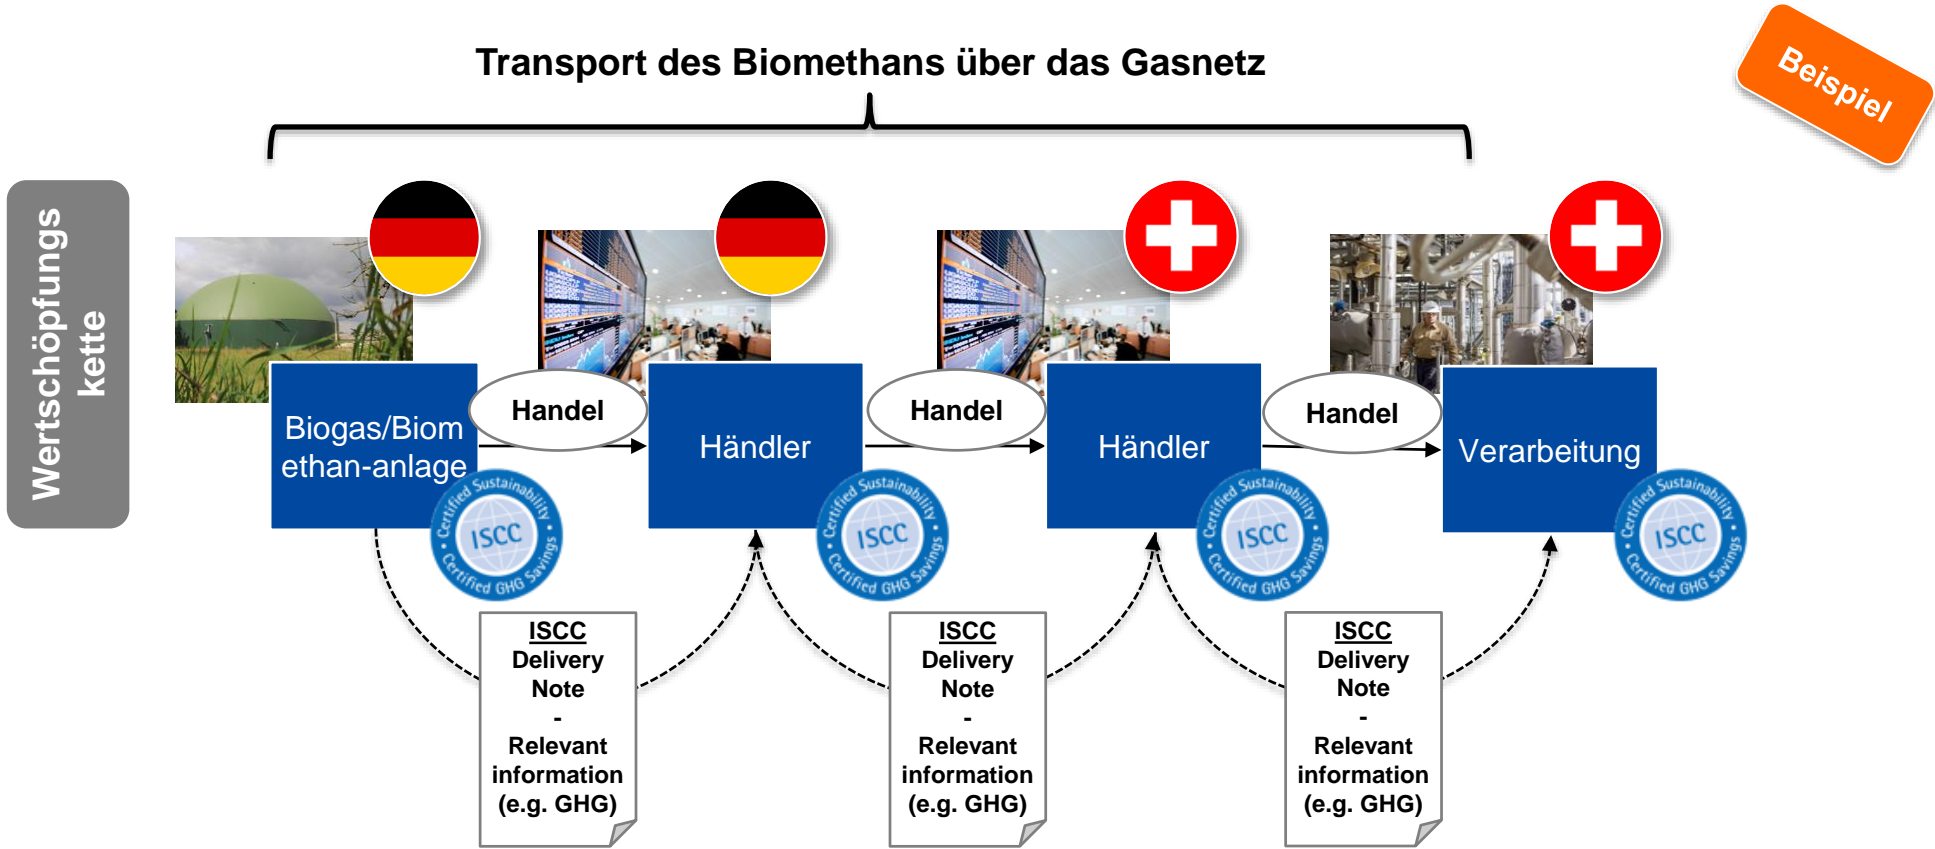 Transport des Biomethans über das Gasnetz
Beispiel
Wertschöpfungs
kette
Biogas/Biom
ethan-anlage
Handel
Händler
Handel
Händler
Handel
Verarbeitung
Certified Sustainability
ISCC
Certified GHG Savings
Certified Sustainability
ISCC
Certified GHG Savings
Certified Sustainability
ISCC
Certified GHG Savings
Certified Sustainability
ISCC
Certified GHG Savings
ISCC
Delivery
Note
-
Relevant
information
(e.g. GHG)
ISCC
Delivery
Note
-
Relevant
information
(e.g. GHG)
ISCC
Delivery
Note
-
Relevant
information
(e.g. GHG)